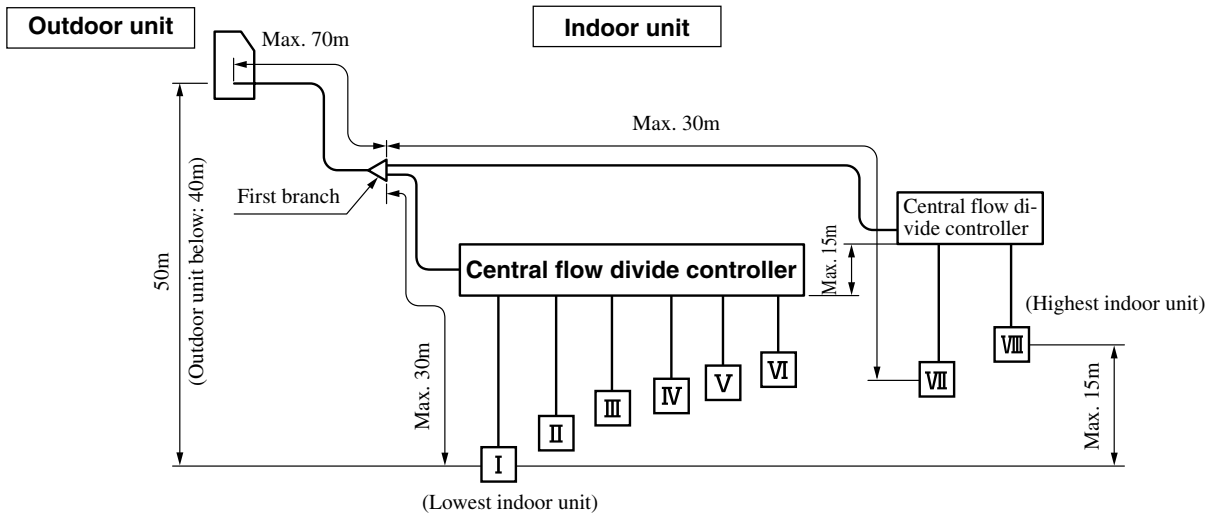 Outdoor unit
Indoor unit
Max. 70m
Max. 30m
First branch
Central flow di-
vide controller
Central flow divide controller
Max. 15m
50m
(Outdoor unit below: 40m)
(Highest indoor unit)
Max. 30m
Max. 15m
Ⅰ
Ⅱ
Ⅲ
Ⅳ
Ⅴ
Ⅵ
Ⅶ
Ⅷ
(Lowest indoor unit)